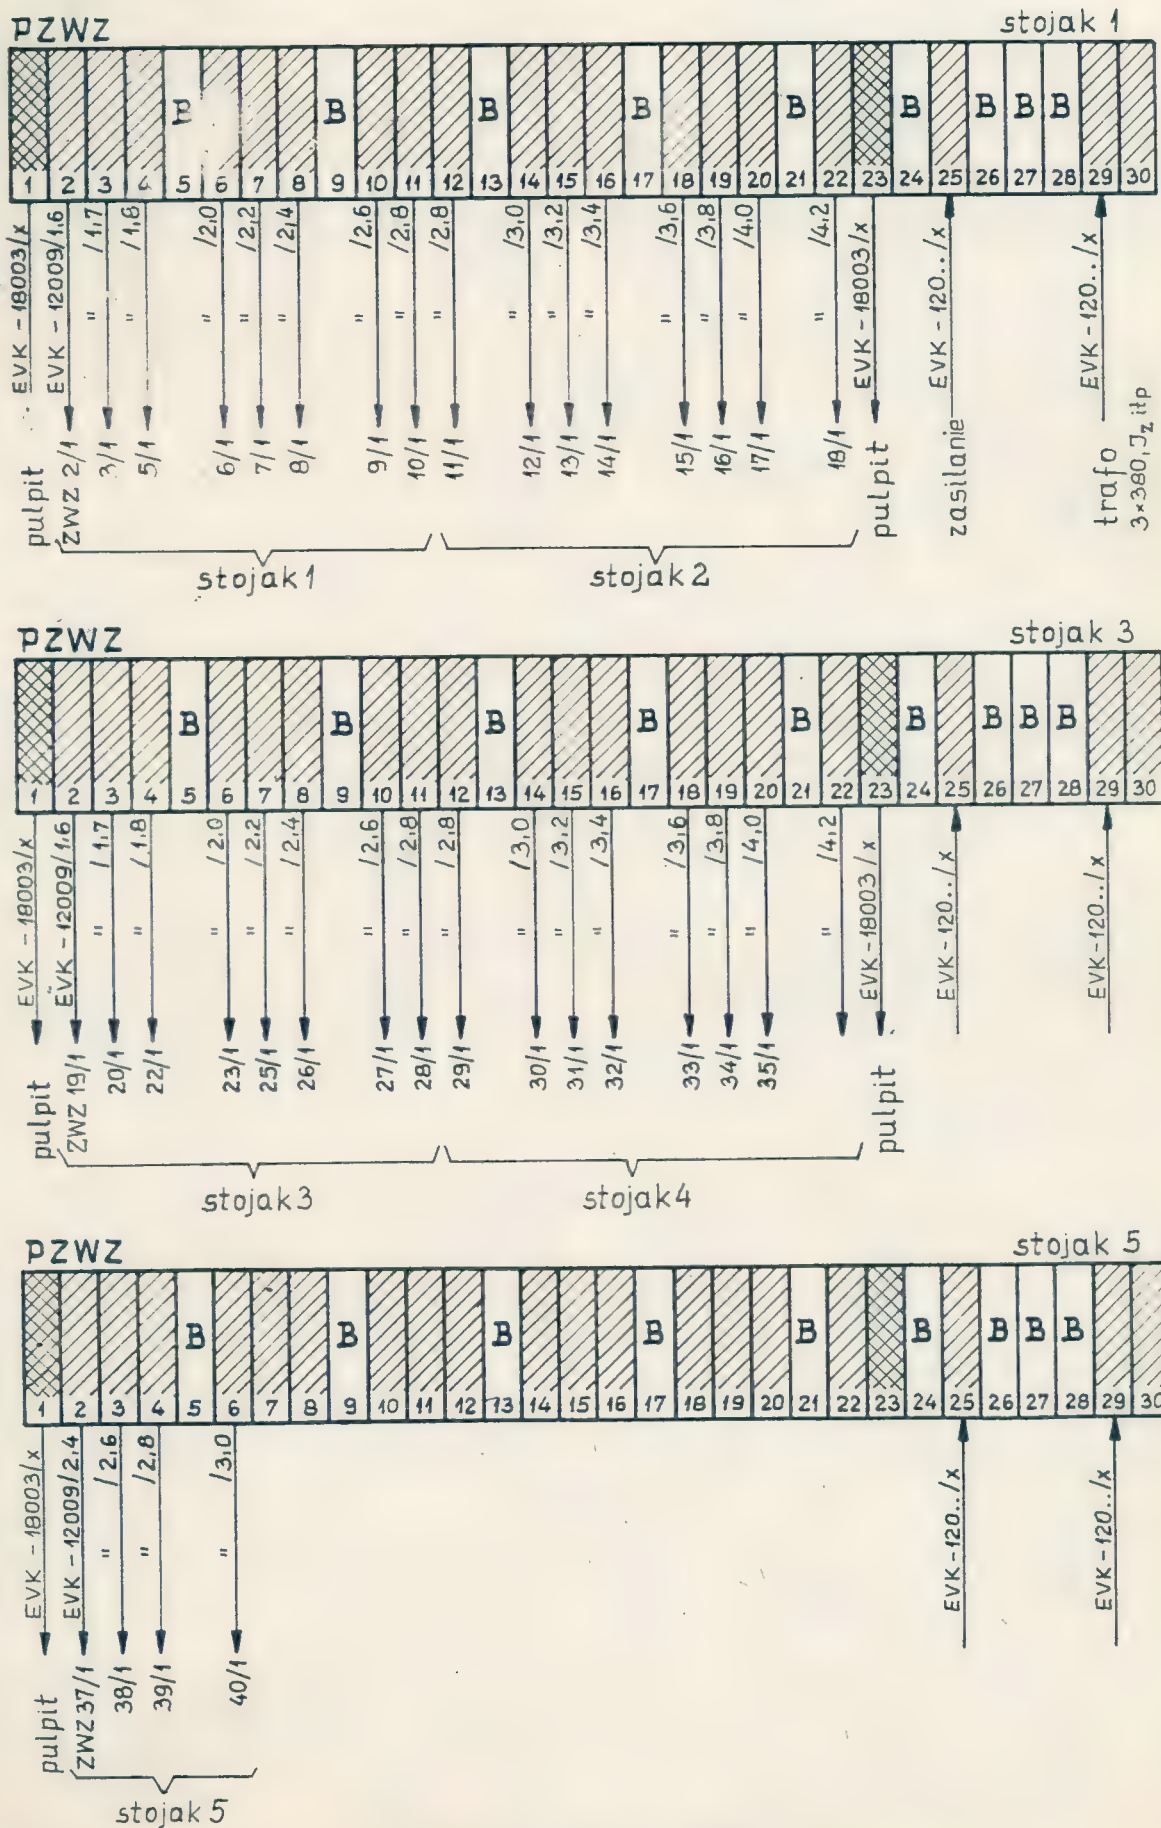 PZWZ stojak 1
B B B B B B B B B
1 2 3 4 5 6 7 8 9 10 11 12 13 14 15 16 17 18 19 20 21 22 23 24 25 26 27 28 29 30
EVK - 18003/x
EVK - 12009/1,6
/1,7
/1,8
/2,0
/2,2
/2,4
/2,6
/2,8
/2,8
/3,0
/3,2
/3,4
/3,6
/3,8
/4,0
/4,2
EVK - 18003/x
EVK - 120../x
EVK - 120../x
" " " " " " " " " " " " " " "
pulpit
ZWZ 2/1
3/1
5/1
6/1
7/1
8/1
9/1
10/1
11/1
12/1
13/1
14/1
15/1
16/1
17/1
18/1
pulpit
zasilanie
trafo
3×380, Jz itp
stojak 1 stojak 2
PZWZ stojak 3
B B B B B B B B B
1 2 3 4 5 6 7 8 9 10 11 12 13 14 15 16 17 18 19 20 21 22 23 24 25 26 27 28 29 30
EVK - 18003/x
EVK - 12009/1,6
/1,7
/1,8
/2,0
/2,2
/2,4
/2,6
/2,8
/2,8
/3,0
/3,2
/3,4
/3,6
/3,8
/4,0
/4,2
EVK - 18003/x
EVK - 120../x
EVK - 120../x
" " " " " " " " " " " " " " "
pulpit
ZWZ 19/1
20/1
22/1
23/1
25/1
26/1
27/1
28/1
29/1
30/1
31/1
32/1
33/1
34/1
35/1
pulpit
stojak 3 stojak 4
PZWZ stojak 5
B B B B B B B B B
1 2 3 4 5 6 7 8 9 10 11 12 13 14 15 16 17 18 19 20 21 22 23 24 25 26 27 28 29 30
EVK - 18003/x
EVK - 12009/2,4
/2,6
/2,8
/3,0
EVK - 120../x
EVK - 120../x
" " "
pulpit
ZWZ 37/1
38/1
39/1
40/1
stojak 5